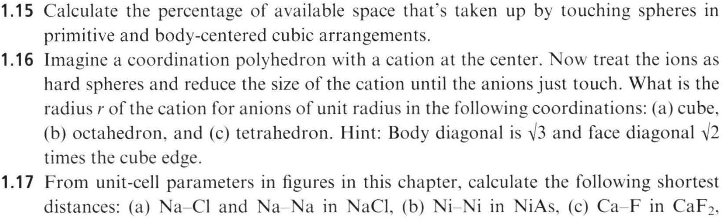 1.15 Calculate the percentage of available space that's taken up by touching spheres in
primitive and body-centered cubic arrangements.
1.16 Imagine a coordination polyhedron with a cation at the center. Now treat the ions as
hard spheres and reduce the size of the cation until the anions just touch. What is the
radius r of the cation for anions of unit radius in the following coordinations: (a) cube,
(b) octahedron, and (c) tetrahedron. Hint: Body diagonal is √3 and face diagonal √2
times the cube edge.
1.17 From unit-cell parameters in figures in this chapter, calculate the following shortest
distances: (a) Na–Cl and Na–Na in NaCl, (b) Ni–Ni in NiAs, (c) Ca–F in CaF₂,